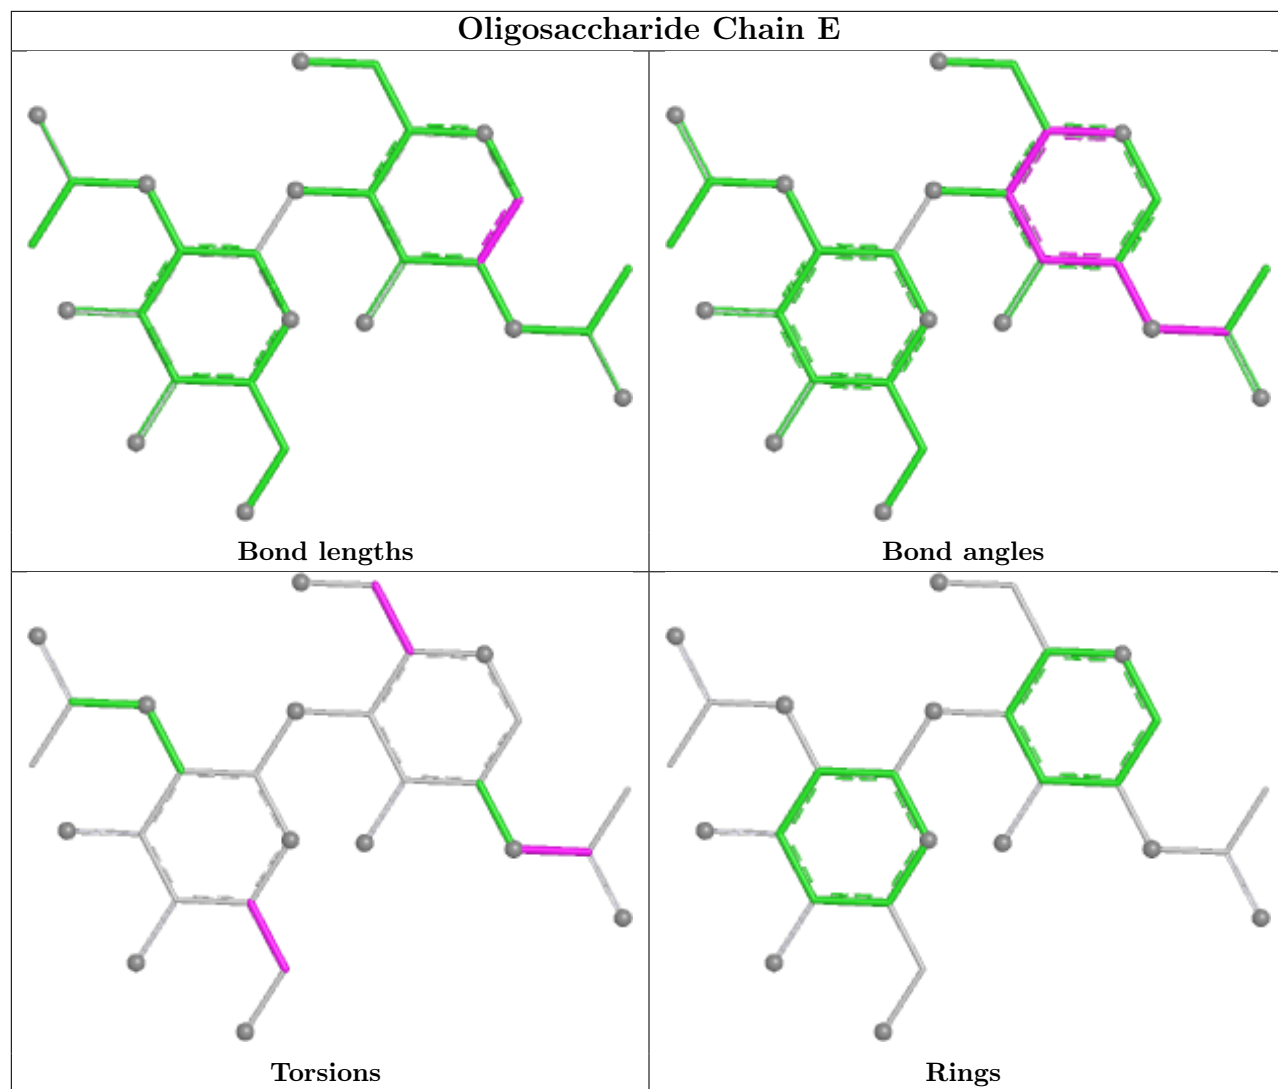 Oligosaccharide Chain E
Bond lengths
Bond angles
Torsions
Rings